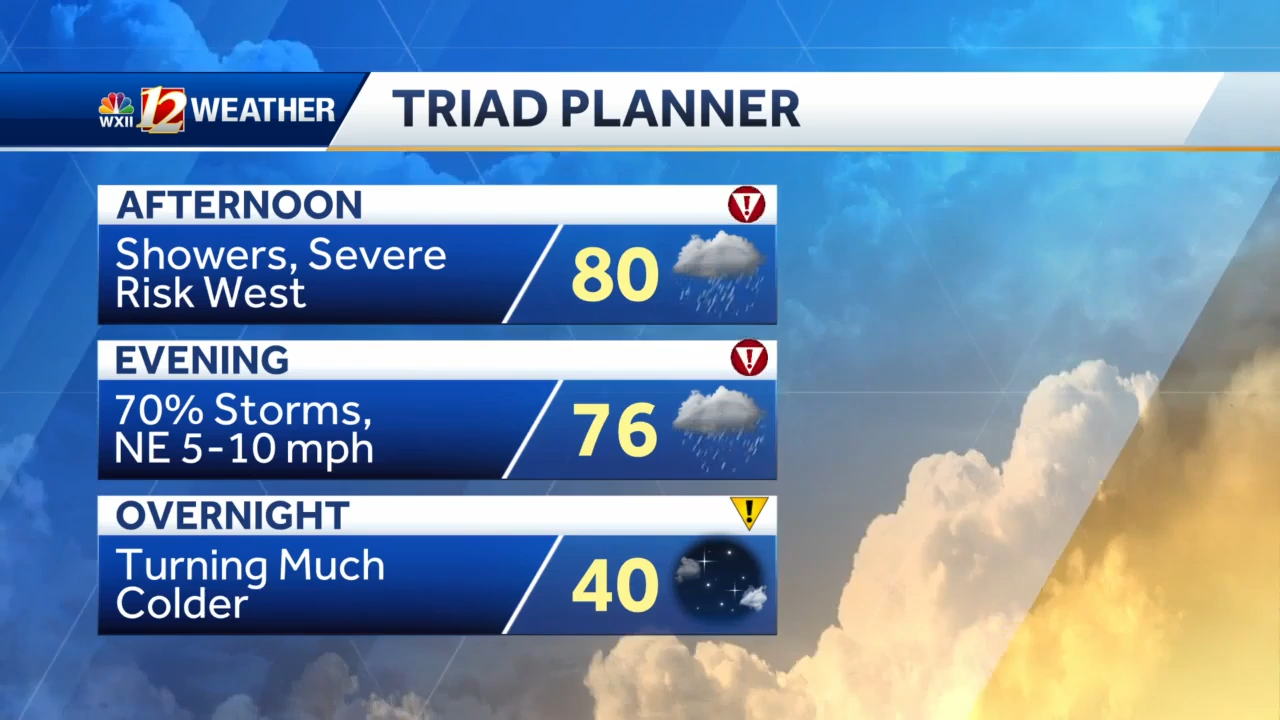 WXII 12 WEATHER
TRIAD PLANNER
AFTERNOON
Showers, Severe
Risk West
80
EVENING
70% Storms,
NE 5-10 mph
76
OVERNIGHT
Turning Much
Colder
40